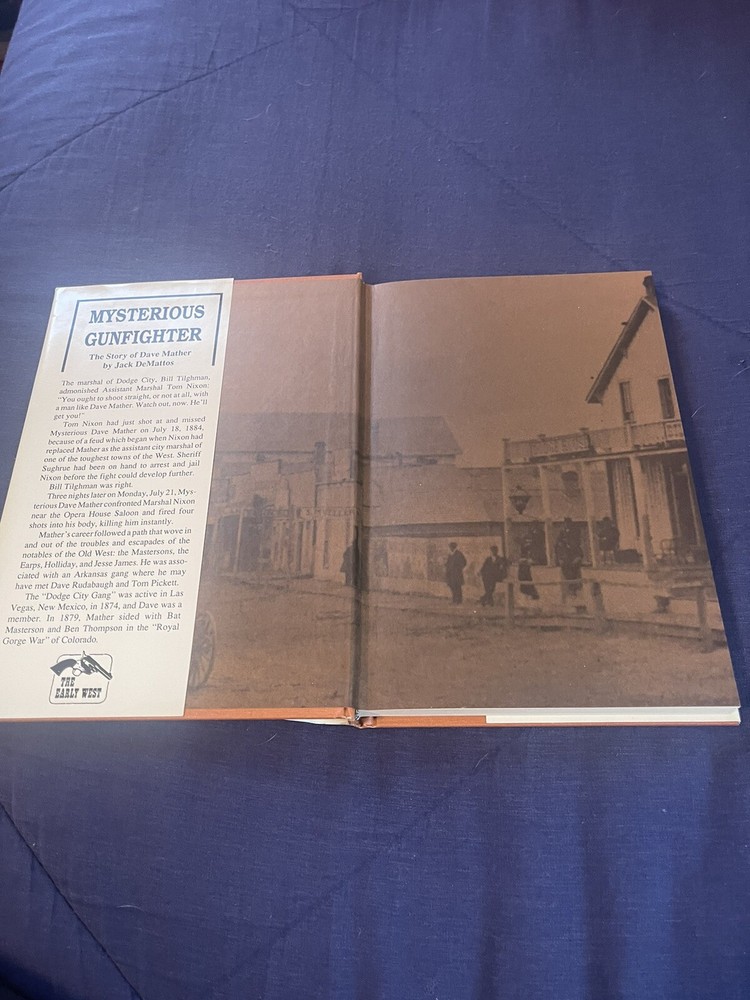 MYSTERIOUS
GUNFIGHTER
The Story of Dave Mather
by Jack DeMattos
The marshal of Dodge City, Bill Tilghman,
admonished Assistant Marshal Tom Nixon:
"You ought to shoot straight, or not at all, with
a man like Dave Mather. Watch out, now. He'll
get you!"
Tom Nixon had just shot at and missed
Mysterious Dave Mather on July 18, 1884,
because of a feud which began when Nixon had
replaced Mather as the assistant city marshal of
one of the toughest towns of the West. Sheriff
Sughrue had been on hand to arrest and jail
Nixon before the fight could develop further.
Bill Tilghman was right.
Three nights later on Monday, July 21, Mys-
terious Dave Mather confronted Marshal Nixon
near the Opera House Saloon and fired four
shots into his body, killing him instantly.
Mather's career followed a path that wove in
and out of the troubles and escapades of the
notables of the Old West: the Mastersons, the
Earps, Holliday, and Jesse James. He was asso-
ciated with an Arkansas gang where he may
have met Dave Rudabaugh and Tom Pickett.
The "Dodge City Gang" was active in Las
Vegas, New Mexico, in 1874, and Dave was a
member. In 1879, Mather sided with Bat
Masterson and Ben Thompson in the "Royal
Gorge War" of Colorado.
THE
EARLY WEST